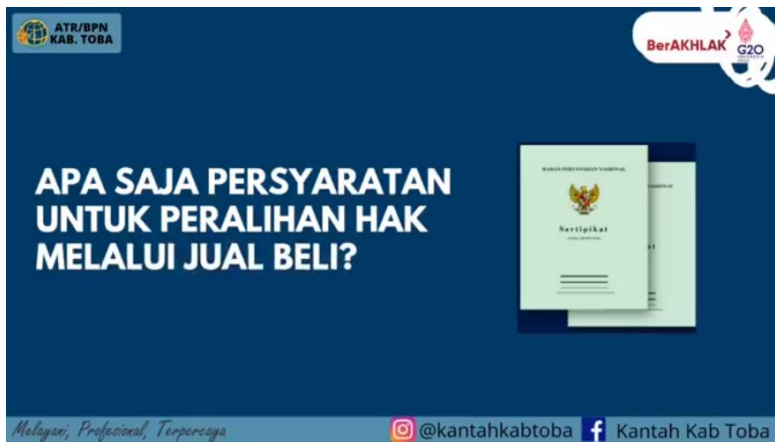 ATR/BPN
KAB. TOBA
BerAKHLAK
G20
APA SAJA PERSYARATAN
UNTUK PERALIHAN HAK
MELALUI JUAL BELI?
BADAN PERTANAHAN NASIONAL
Sertipikat
Melayani, Profesional, Terpercaya
@kantahkabtoba
Kantah Kab Toba